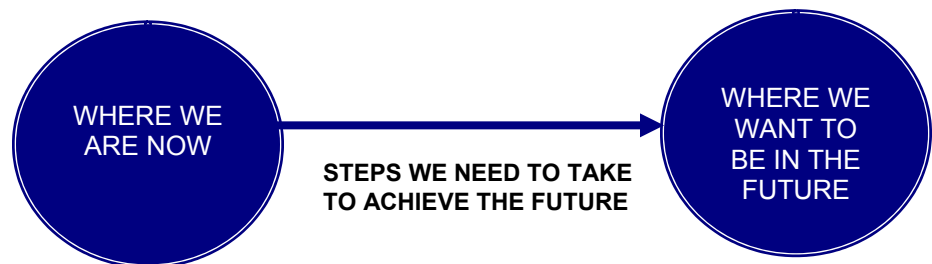 WHERE WE
ARE NOW
STEPS WE NEED TO TAKE
TO ACHIEVE THE FUTURE
WHERE WE
WANT TO
BE IN THE
FUTURE